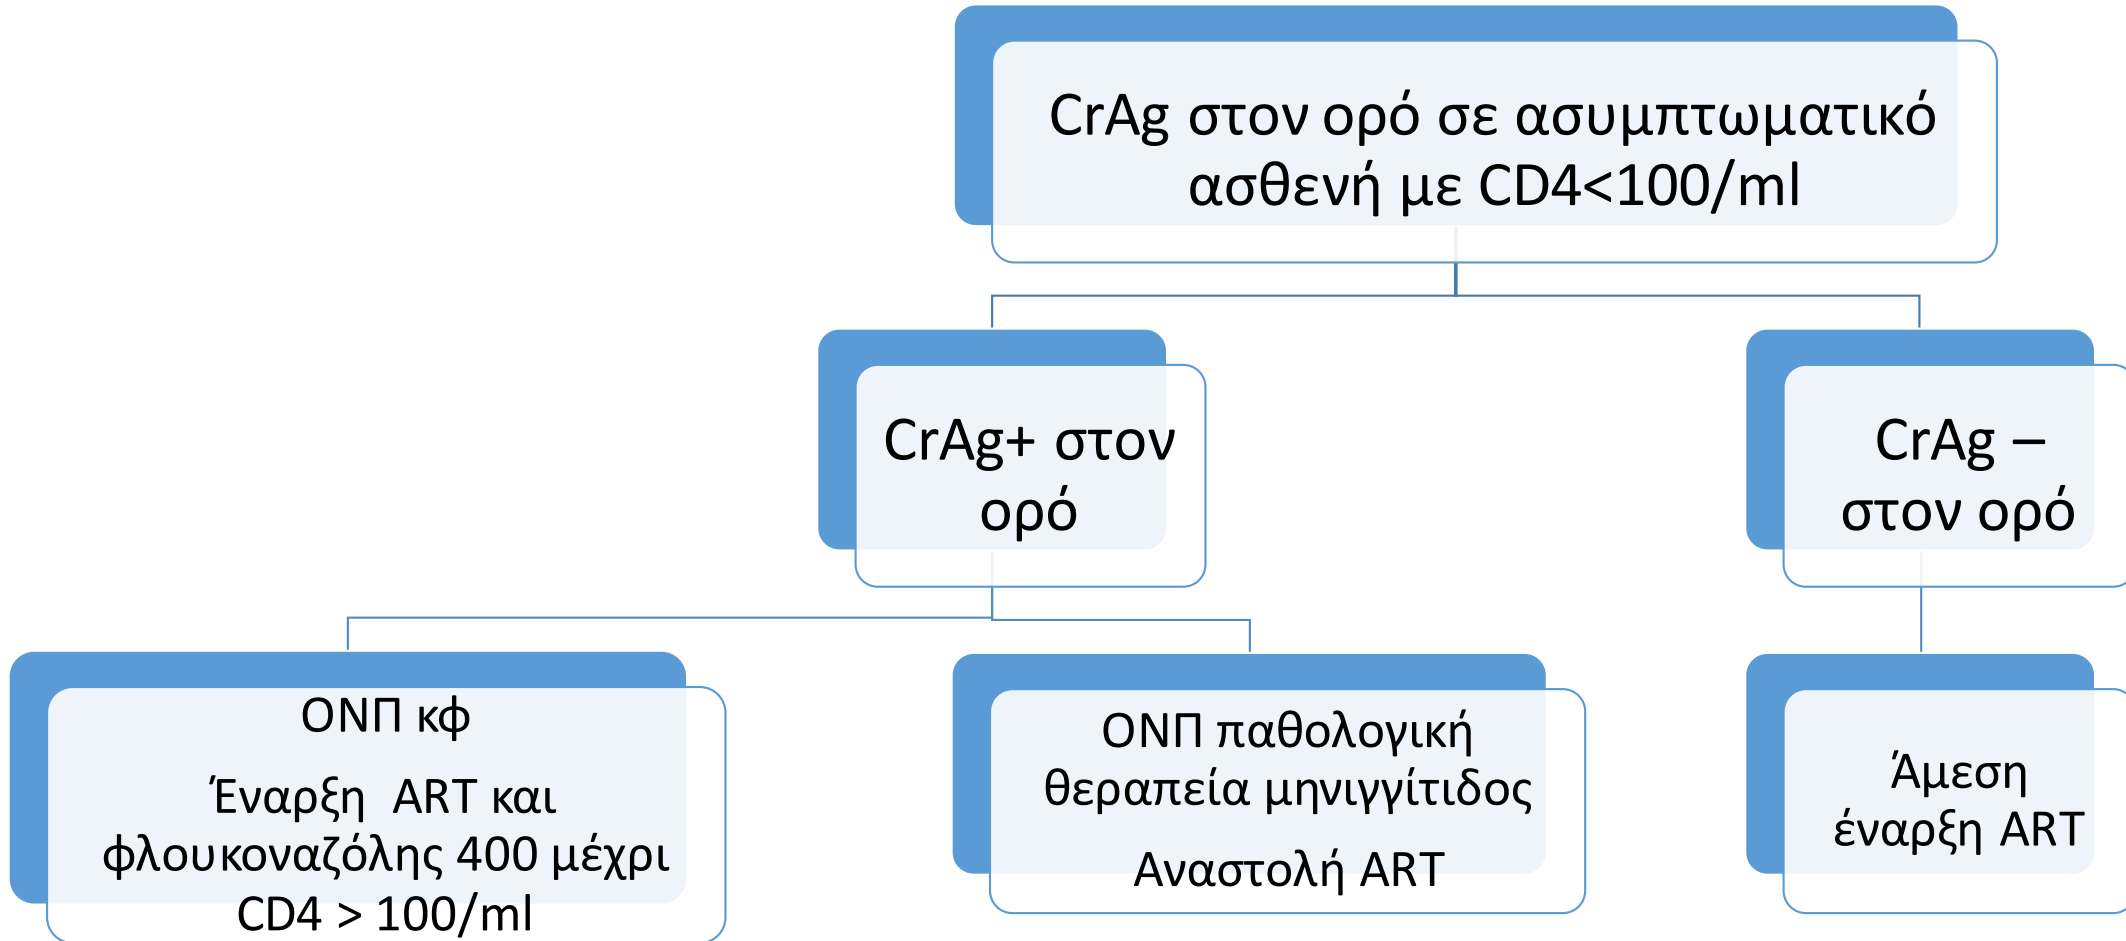 CrAg στον ορό σε ασυμπτωματικό
ασθενή με CD4<100/ml
CrAg+ στον
ορό
CrAg –
στον ορό
ΟΝΠ κφ
Έναρξη ART και
φλουκοναζόλης 400 μέχρι
CD4 > 100/ml
ΟΝΠ παθολογική
θεραπεία μηνιγγίτιδος
Αναστολή ART
Άμεση
έναρξη ART